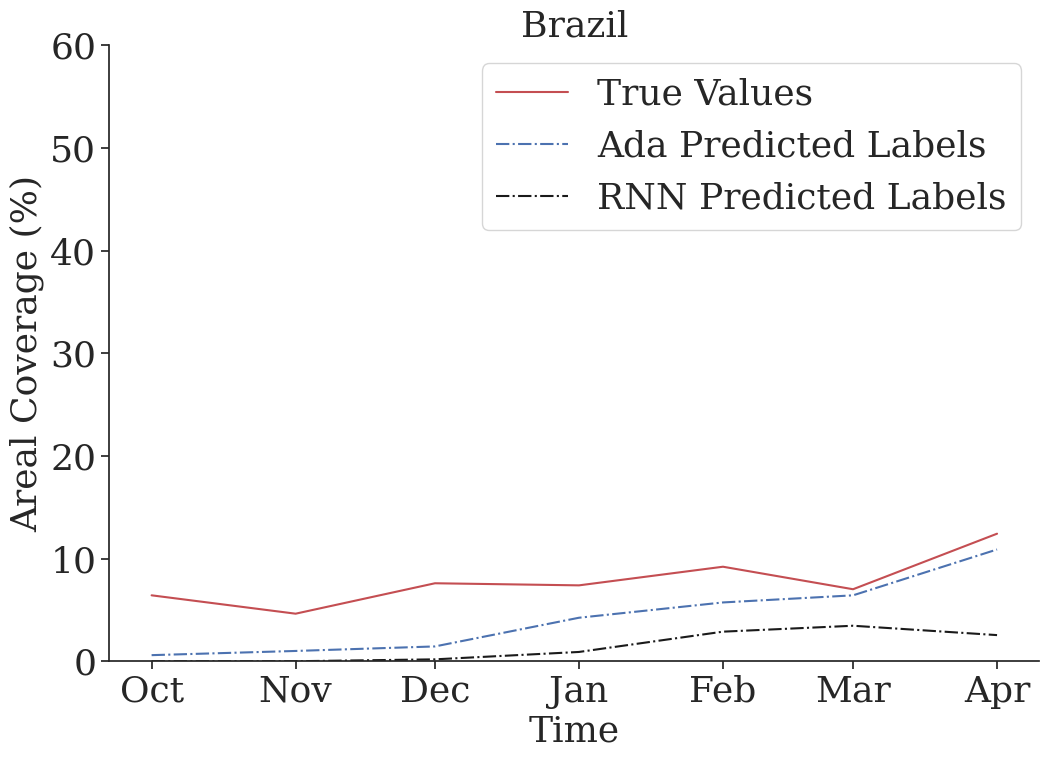 Brazil
True Values
Ada Predicted Labels
RNN Predicted Labels
Areal Coverage (%)
60
50
40
30
20
10
0
Oct Nov Dec Jan Feb Mar Apr
Time